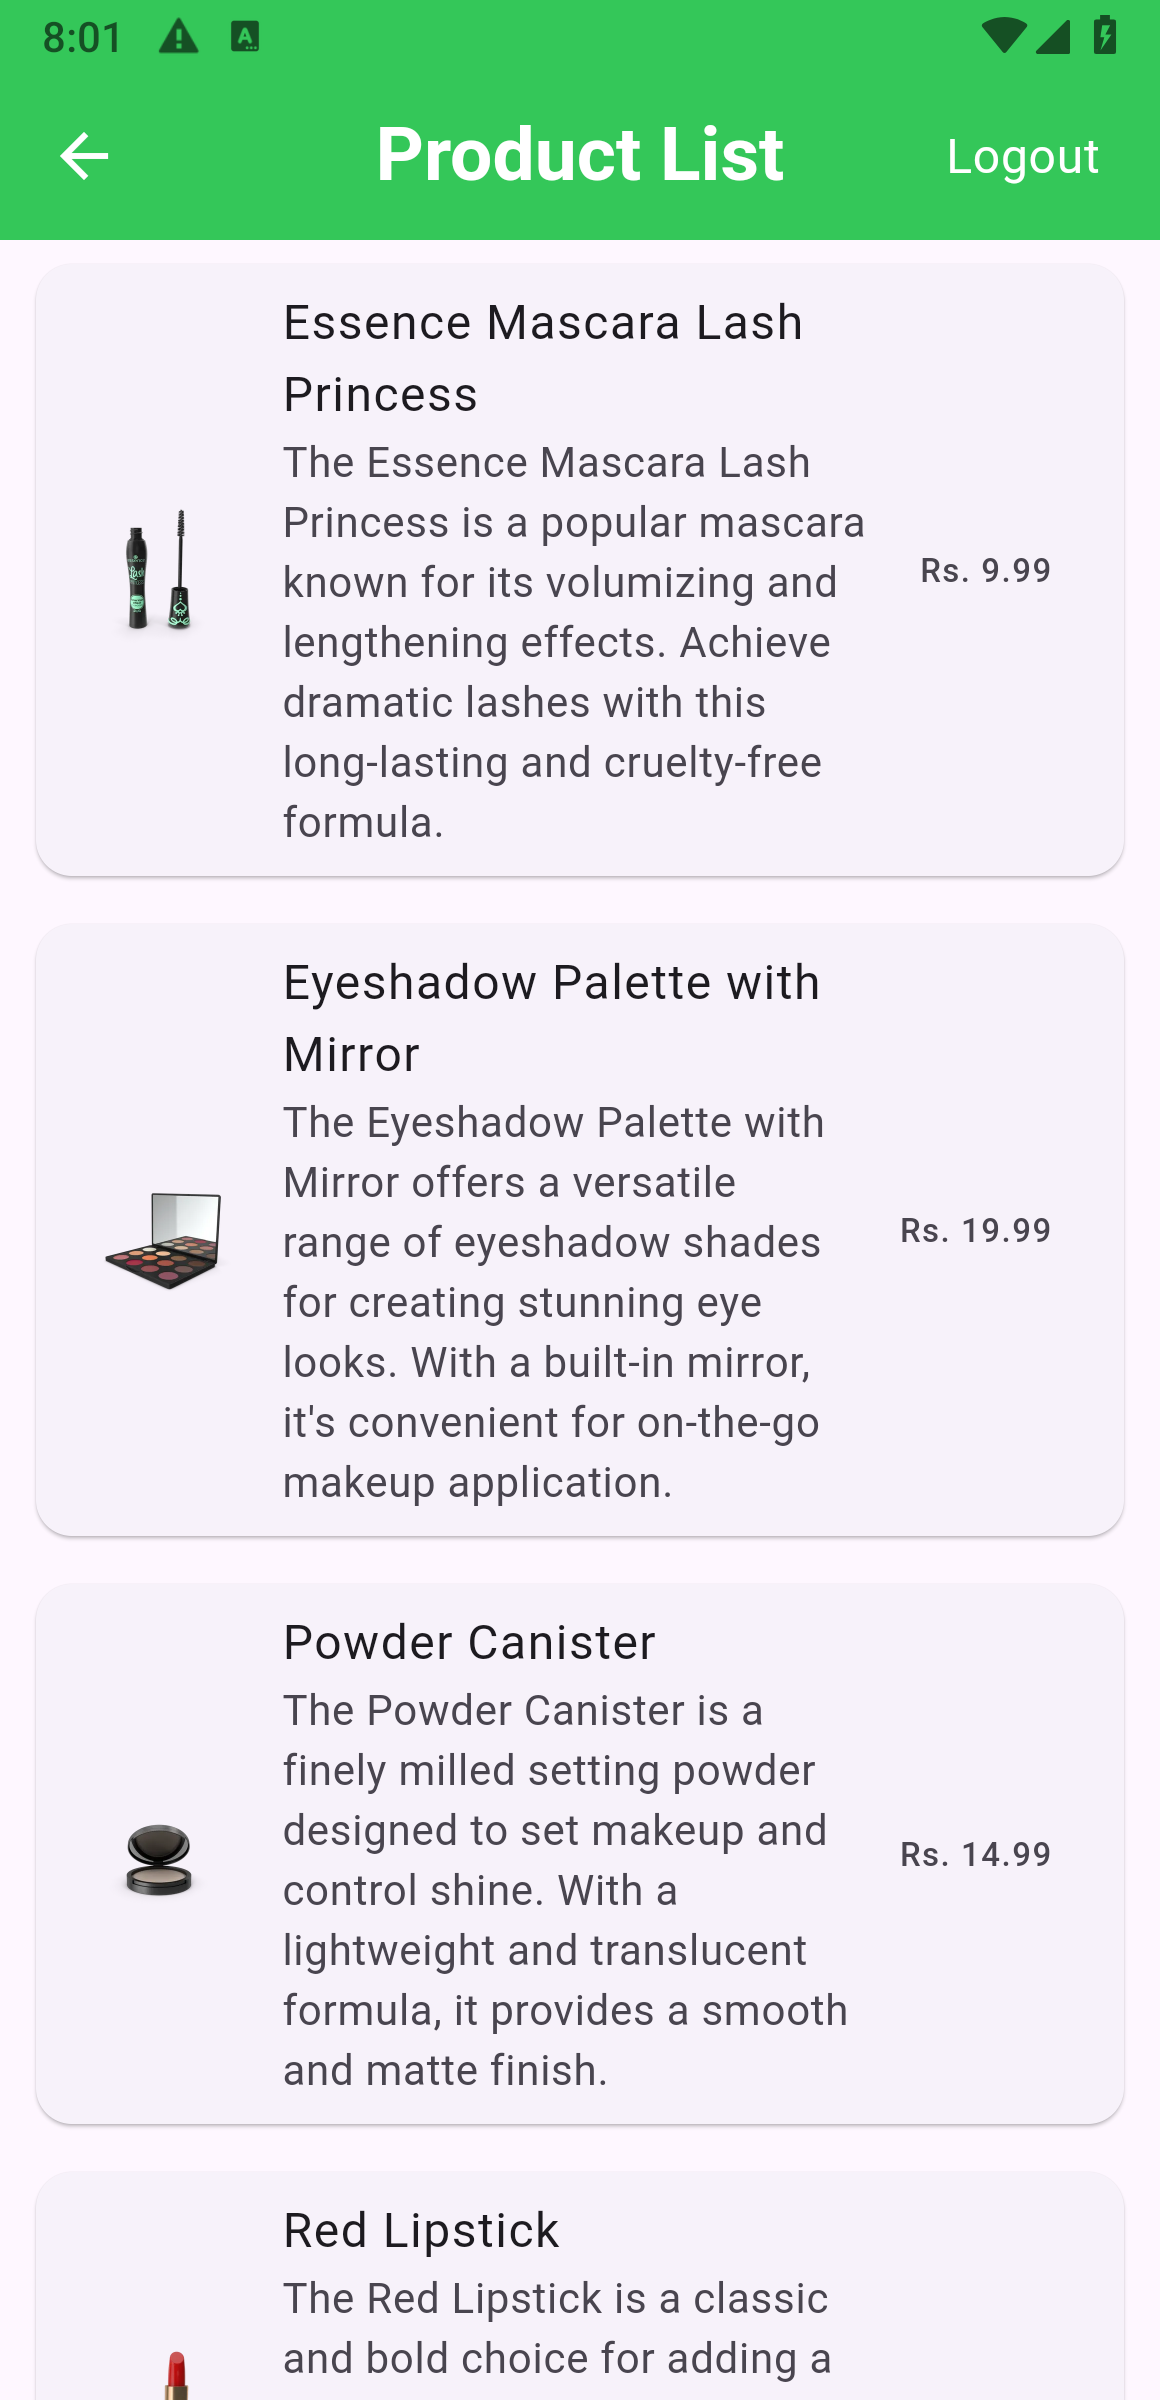 8:01
Product List
Logout
Essence Mascara Lash
Princess
The Essence Mascara Lash
Princess is a popular mascara
known for its volumizing and
lengthening effects. Achieve
dramatic lashes with this
long-lasting and cruelty-free
formula.
Rs. 9.99
Eyeshadow Palette with
Mirror
The Eyeshadow Palette with
Mirror offers a versatile
range of eyeshadow shades
for creating stunning eye
looks. With a built-in mirror,
it's convenient for on-the-go
makeup application.
Rs. 19.99
Powder Canister
The Powder Canister is a
finely milled setting powder
designed to set makeup and
control shine. With a
lightweight and translucent
formula, it provides a smooth
and matte finish.
Rs. 14.99
Red Lipstick
The Red Lipstick is a classic
and bold choice for adding a